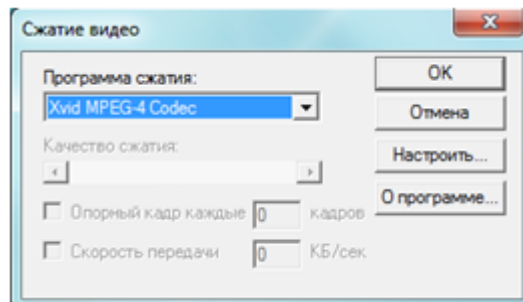 Сжатие видео
Программа сжатия:
Xvid MPEG-4 Codec
Качество сжатия:
Опорный кадр каждые 0 кадров
Скорость передачи 0 КБ/сек
OK
Отмена
Настроить...
О программе...